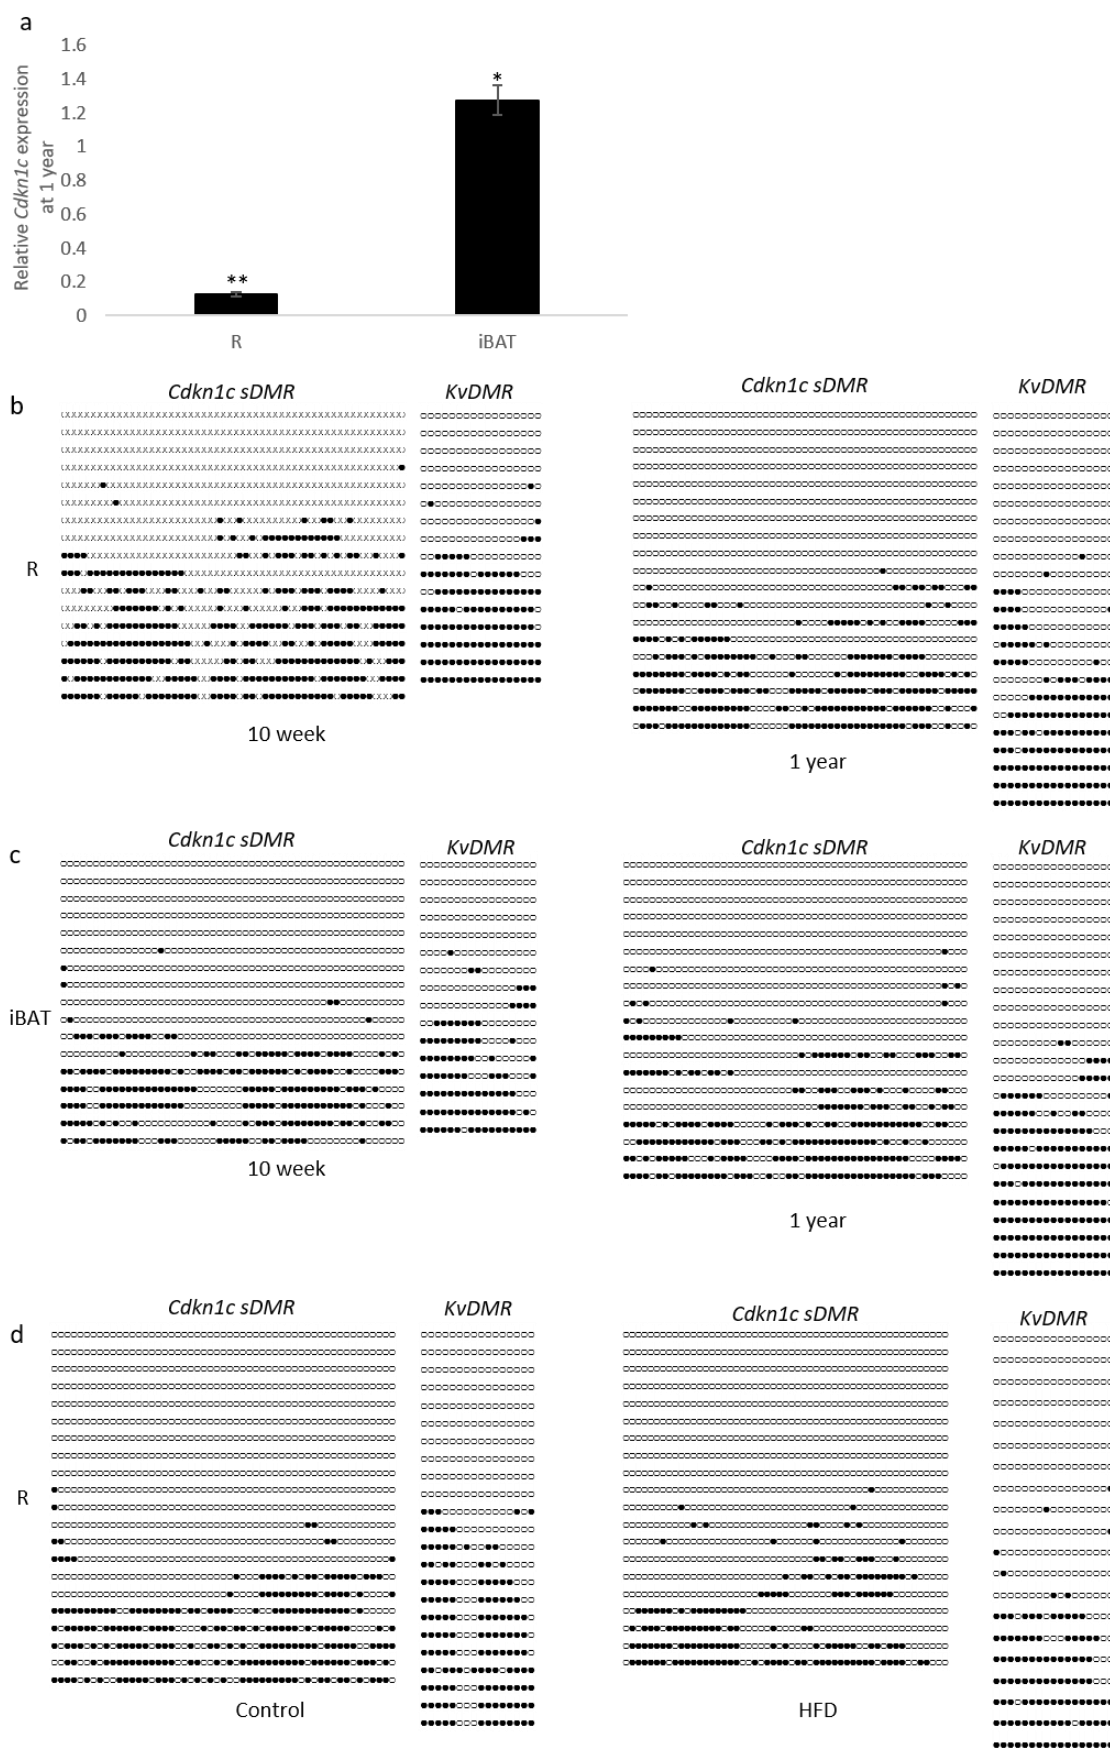 a
1.6
1.4
1.2
1
0.8
0.6
0.4
0.2
0
Relative Cdkn1c expression
at 1 year
**
*
R
iBAT
b
Cdkn1c sDMR
KvDMR
Cdkn1c sDMR
KvDMR
R
10 week
1 year
c
Cdkn1c sDMR
KvDMR
Cdkn1c sDMR
KvDMR
iBAT
10 week
1 year
d
Cdkn1c sDMR
KvDMR
Cdkn1c sDMR
KvDMR
R
Control
HFD